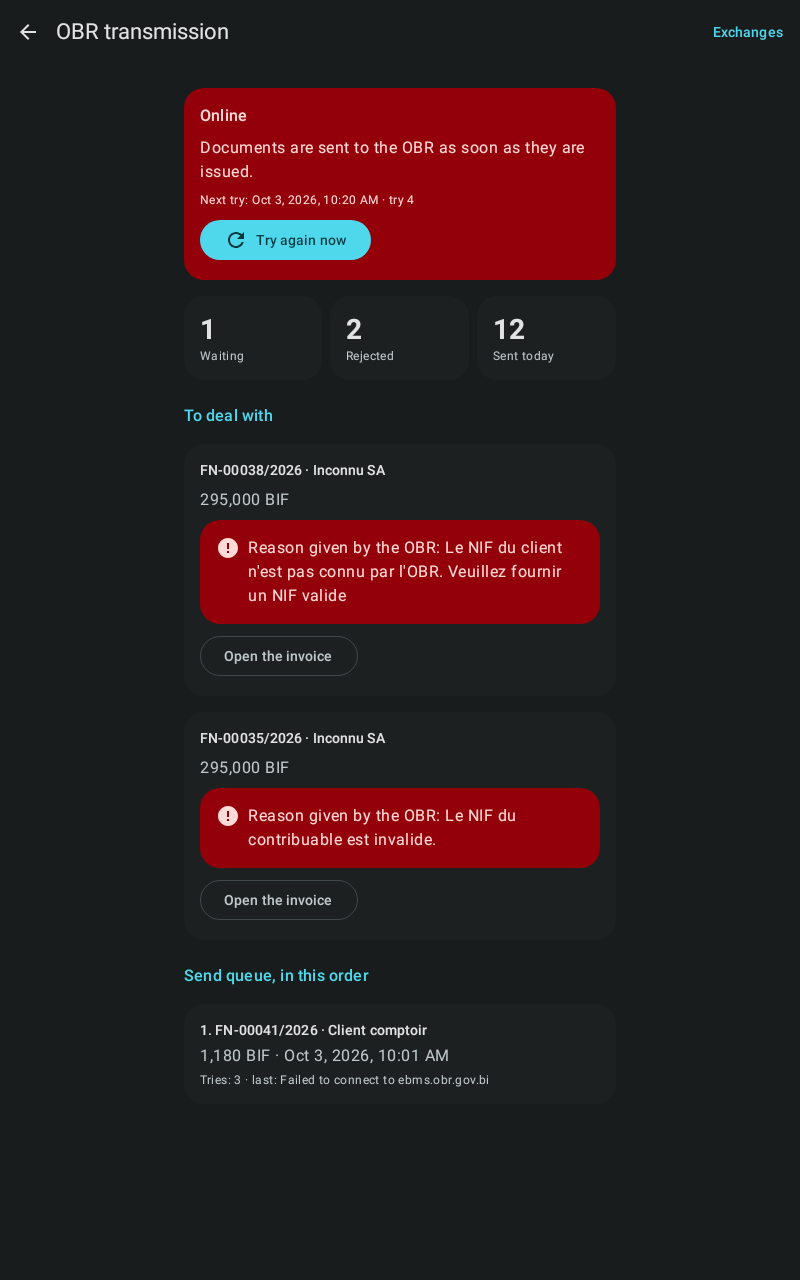 OBR transmission
Exchanges
Online
Documents are sent to the OBR as soon as they are
issued.
Next try: Oct 3, 2026, 10:20 AM · try 4
Try again now
1
Waiting
2
Rejected
12
Sent today
To deal with
FN-00038/2026 · Inconnu SA
295,000 BIF
Reason given by the OBR: Le NIF du client
n'est pas connu par l'OBR. Veuillez fournir
un NIF valide
Open the invoice
FN-00035/2026 · Inconnu SA
295,000 BIF
Reason given by the OBR: Le NIF du
contribuable est invalide.
Open the invoice
Send queue, in this order
1. FN-00041/2026 · Client comptoir
1,180 BIF · Oct 3, 2026, 10:01 AM
Tries: 3 · last: Failed to connect to ebms.obr.gov.bi